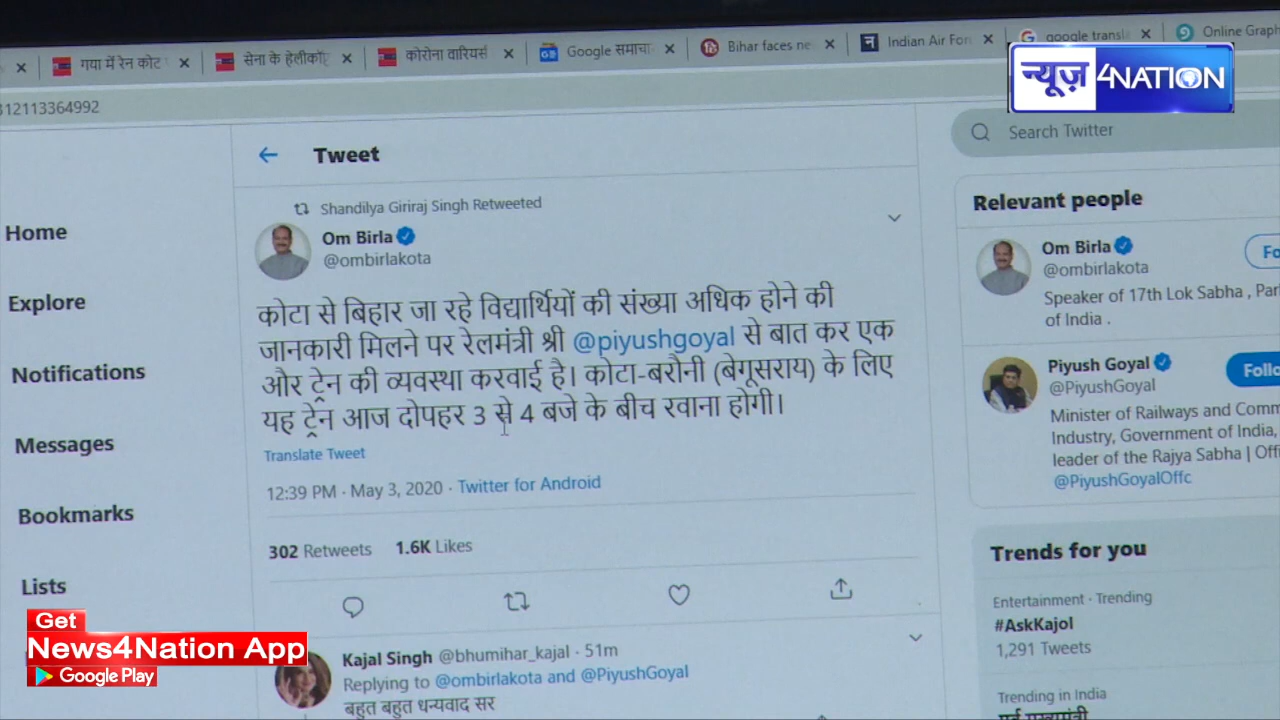 गया में रेन कोट
सेना के हेलीकॉप्
कोरोना वारियर्स
Google समाचा
Bihar faces ne
Indian Air For
google transl
Online Graph
312113364992
न्यूज़ 4NATION
Search Twitter
Home
Explore
Notifications
Messages
Bookmarks
Lists
Tweet
Shandilya Giriraj Singh Retweeted
Om Birla
@ombirlakota
कोटा से बिहार जा रहे विद्यार्थियों की संख्या अधिक होने की
जानकारी मिलने पर रेलमंत्री श्री @piyushgoyal से बात कर एक
और ट्रेन की व्यवस्था करवाई है। कोटा-बरौनी (बेगूसराय) के लिए
यह ट्रेन आज दोपहर 3 से 4 बजे के बीच रवाना होगी।
Translate Tweet
12:39 PM · May 3, 2020 · Twitter for Android
302 Retweets 1.6K Likes
Kajal Singh @bhumihar_kajal · 51m
Replying to @ombirlakota and @PiyushGoyal
बहुत बहुत धन्यवाद सर
Relevant people
Om Birla
@ombirlakota
Fo
Speaker of 17th Lok Sabha , Parl
of India .
Piyush Goyal
@PiyushGoyal
Follo
Minister of Railways and Comm
Industry, Government of India,
leader of the Rajya Sabha | Offi
@PiyushGoyalOffc
Trends for you
Entertainment · Trending
#AskKajol
1,291 Tweets
Trending in India
Get
News4Nation App
Google Play